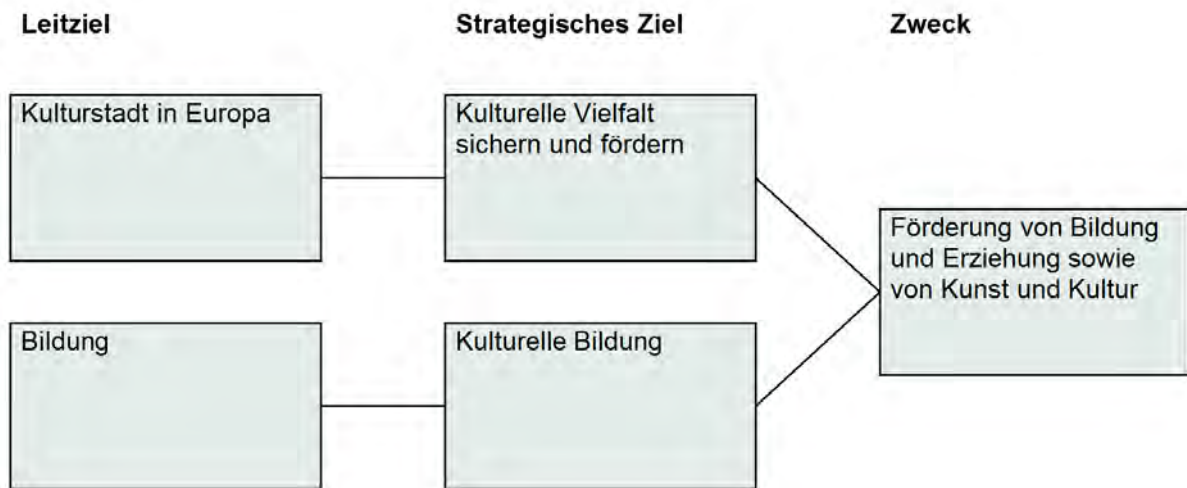 Leitziel
Strategisches Ziel
Zweck
Kulturstadt in Europa
Kulturelle Vielfalt
sichern und fördern
Förderung von Bildung
und Erziehung sowie
von Kunst und Kultur
Bildung
Kulturelle Bildung